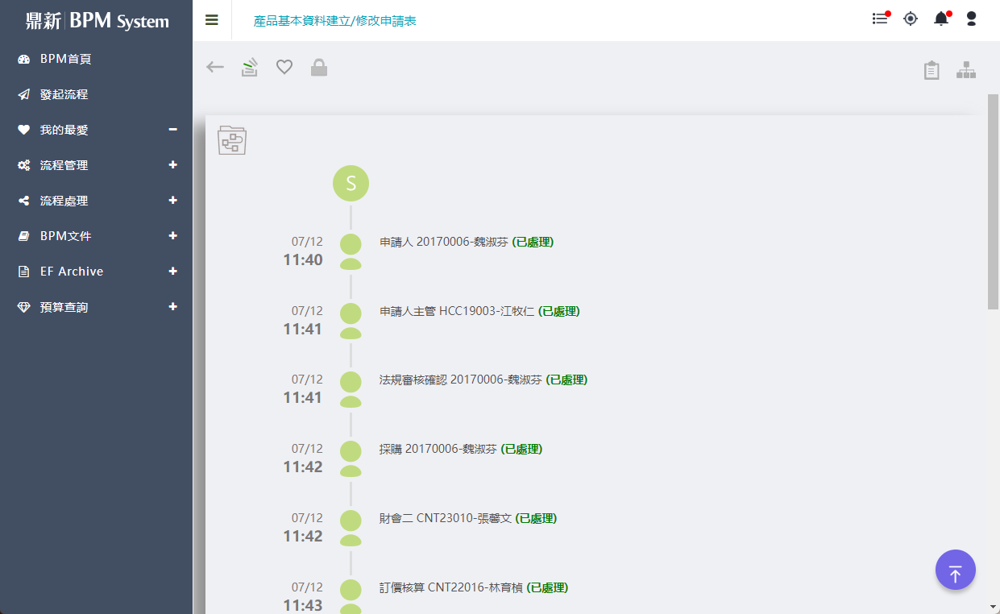 鼎新 BPM System
產品基本資料建立/修改申請表
BPM首頁
發起流程
我的最愛
流程管理
流程處理
BPM文件
EF Archive
預算查詢
S
07/12
11:40
申請人 20170006-魏淑芬 (已處理)
07/12
11:41
申請人主管 HCC19003-江牧仁 (已處理)
07/12
11:41
法規審核確認 20170006-魏淑芬 (已處理)
07/12
11:42
採購 20170006-魏淑芬 (已處理)
07/12
11:42
財會二 CNT23010-張馨文 (已處理)
07/12
11:43
訂價核算 CNT22016-林育楨 (已處理)